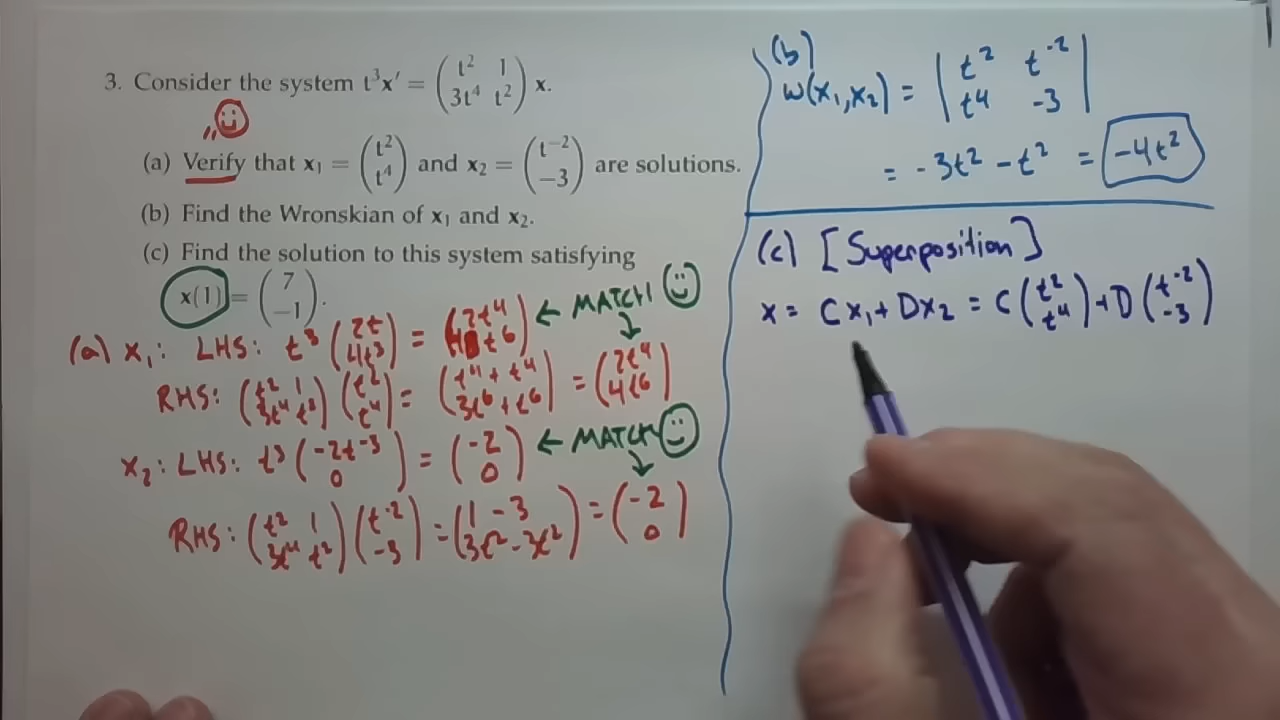 3. Consider the system t³x′ = (t² 1 / 3t⁴ t²) x.
(a) Verify that x₁ = (t² / t⁴) and x₂ = (t⁻² / −3) are solutions.
(b) Find the Wronskian of x₁ and x₂.
(c) Find the solution to this system satisfying
x(1) = (7 / −1).
(a) x₁: LHS: t³ (2t / 4t³) = (2t⁴ / 4t⁶) ← MATCH!
RHS: (t² 1 / 3t⁴ t²)(t² / t⁴) = (t⁴ + t⁴ / 3t⁶ + t⁶) = (2t⁴ / 4t⁶)
x₂: LHS: t³ (-2t⁻³ / 0) = (-2 / 0) ← MATCH
RHS: (t² 1 / 3t⁴ t²)(t⁻² / -3) = (1 - 3 / 3t² - 3t²) = (-2 / 0)
(b)
W(x₁,x₂) = |t² t⁻² / t⁴ -3|
= -3t² - t² = -4t²
(c) [Superposition]
x = Cx₁ + Dx₂ = C(t² / t⁴) + D(t⁻² / -3)